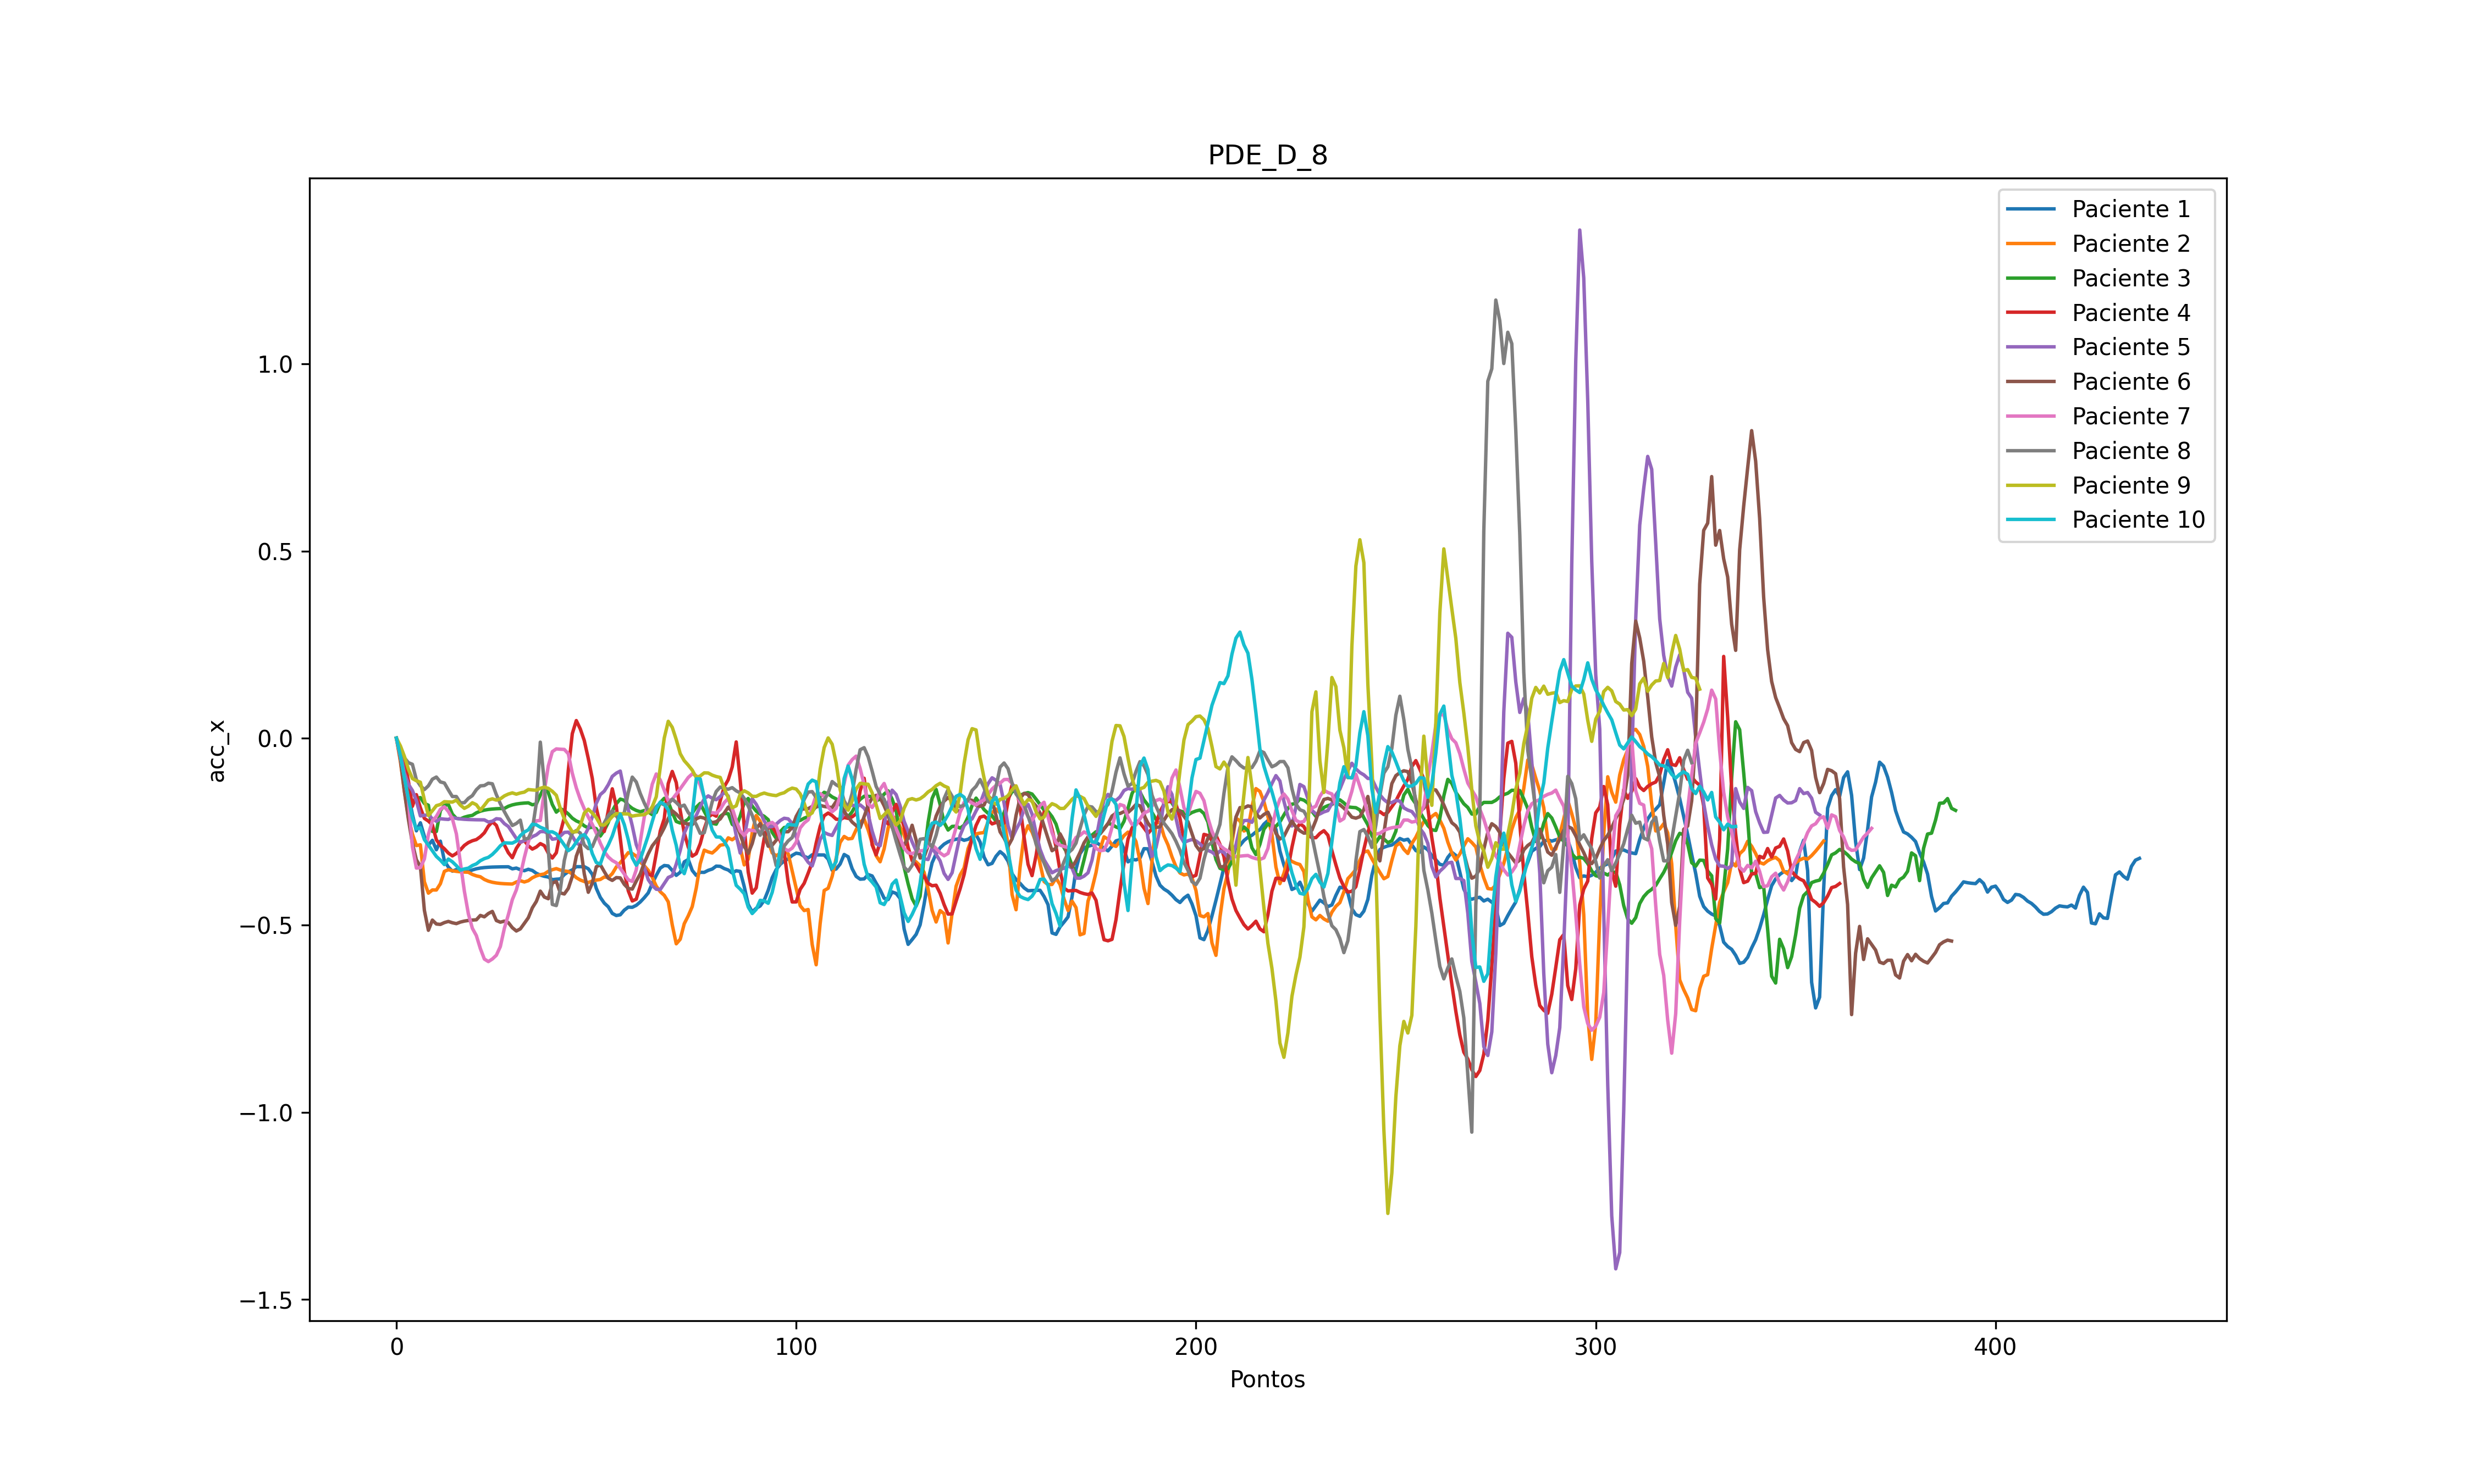 PDE_D_8
Paciente 1
Paciente 2
Paciente 3
Paciente 4
Paciente 5
Paciente 6
Paciente 7
Paciente 8
Paciente 9
Paciente 10
1.0
0.5
0.0
−0.5
−1.0
−1.5
acc_x
0 100 200 300 400
Pontos